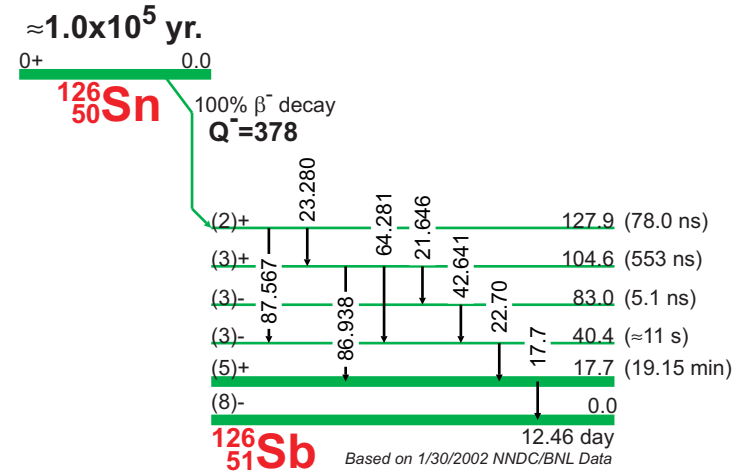 ≈1.0x10⁵ yr.
0+ 0.0
¹²⁶₅₀Sn
100% β⁻ decay
Q⁻=378
23.280
64.281
21.646
(2)+ 127.9 (78.0 ns)
87.567
42.641
(3)+ 104.6 (553 ns)
86.938
22.70
(3)- 83.0 (5.1 ns)
17.7
(3)- 40.4 (≈11 s)
(5)+ 17.7 (19.15 min)
(8)- 0.0
¹²⁶₅₁Sb
12.46 day
Based on 1/30/2002 NNDC/BNL Data